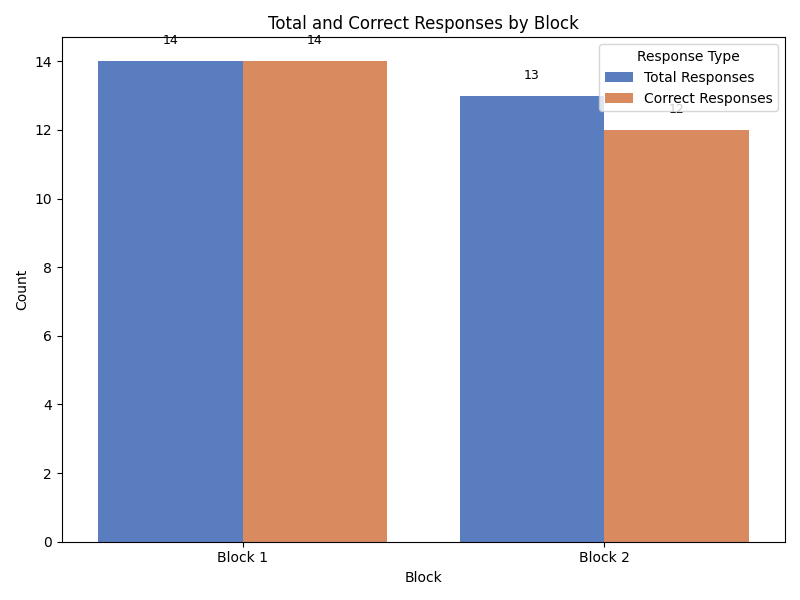 Total and Correct Responses by Block
14
14
13
12
Response Type
Total Responses
Correct Responses
14
12
10
8
6
4
2
0
Count
Block 1
Block 2
Block